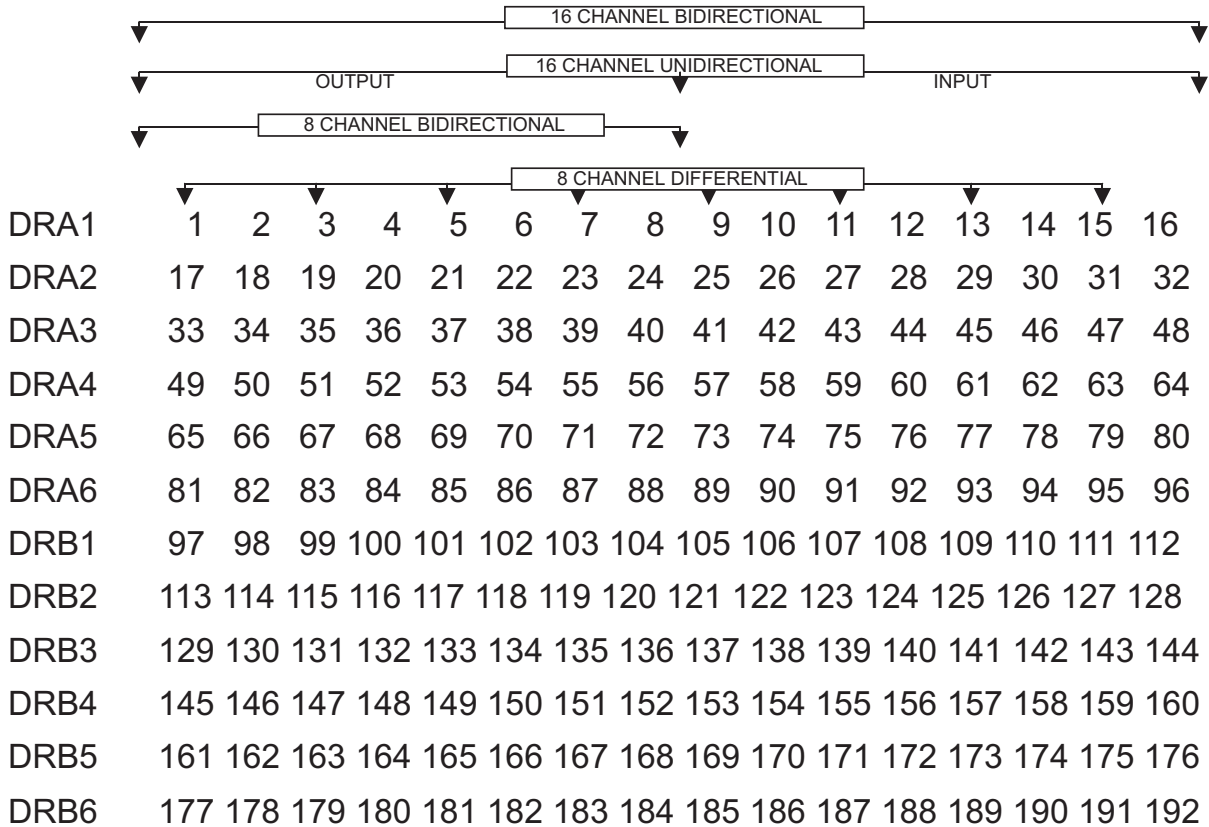 16 CHANNEL BIDIRECTIONAL
16 CHANNEL UNIDIRECTIONAL
OUTPUT INPUT
8 CHANNEL BIDIRECTIONAL
8 CHANNEL DIFFERENTIAL
DRA1 1 2 3 4 5 6 7 8 9 10 11 12 13 14 15 16
DRA2 17 18 19 20 21 22 23 24 25 26 27 28 29 30 31 32
DRA3 33 34 35 36 37 38 39 40 41 42 43 44 45 46 47 48
DRA4 49 50 51 52 53 54 55 56 57 58 59 60 61 62 63 64
DRA5 65 66 67 68 69 70 71 72 73 74 75 76 77 78 79 80
DRA6 81 82 83 84 85 86 87 88 89 90 91 92 93 94 95 96
DRB1 97 98 99 100 101 102 103 104 105 106 107 108 109 110 111 112
DRB2 113 114 115 116 117 118 119 120 121 122 123 124 125 126 127 128
DRB3 129 130 131 132 133 134 135 136 137 138 139 140 141 142 143 144
DRB4 145 146 147 148 149 150 151 152 153 154 155 156 157 158 159 160
DRB5 161 162 163 164 165 166 167 168 169 170 171 172 173 174 175 176
DRB6 177 178 179 180 181 182 183 184 185 186 187 188 189 190 191 192